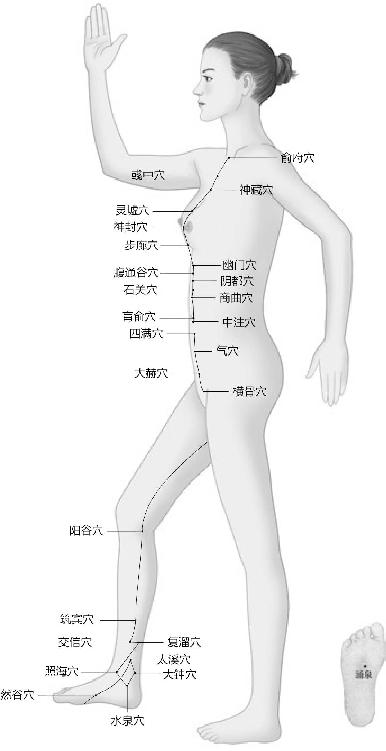 俞府穴
彧中穴
神藏穴
灵墟穴
神封穴
步廊穴
幽门穴
腹通谷穴
阴都穴
石关穴
商曲穴
肓俞穴
中注穴
四满穴
气穴
大赫穴
横骨穴
阳谷穴
筑宾穴
交信穴
复溜穴
太溪穴
照海穴
大钟穴
涌泉
然谷穴
水泉穴